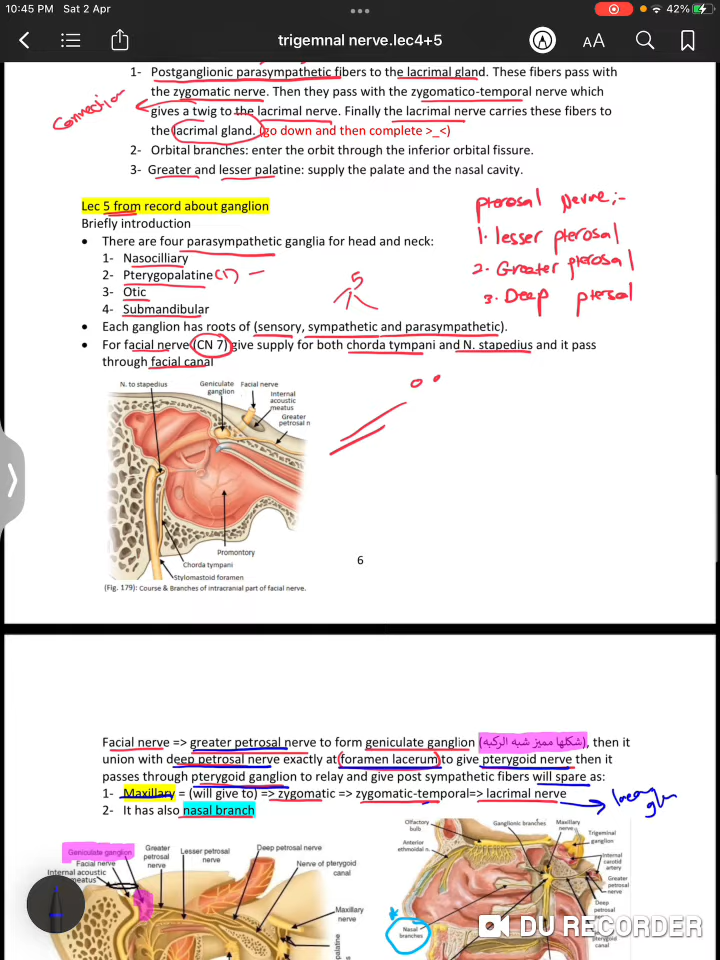 10:45 PM Sat 2 Apr
42%
trigemnal nerve.lec4+5
AA
1- Postganglionic parasympathetic fibers to the lacrimal gland. These fibers pass with
the zygomatic nerve. Then they pass with the zygomatico-temporal nerve which
gives a twig to the lacrimal nerve. Finally the lacrimal nerve carries these fibers to
the lacrimal gland. (go down and then complete >_<)
Connection
2- Orbital branches: enter the orbit through the inferior orbital fissure.
3- Greater and lesser palatine: supply the palate and the nasal cavity.
Lec 5 from record about ganglion
Briefly introduction
• There are four parasympathetic ganglia for head and neck:
1- Nasocilliary
2- Pterygopalatine (1) –
3- Otic
4- Submandibular
pterosal Nerve :-
1. lesser pterosal
2. Greater pterosal
3. Deep ptersal
5
• Each ganglion has roots of (sensory, sympathetic and parasympathetic).
• For facial nerve (CN 7) give supply for both chorda tympani and N. stapedius and it pass
through facial canal
N. to stapedius
Geniculate
ganglion
Facial nerve
Internal
acoustic
meatus
Greater
petrosal n
Promontory
Chorda tympani
Stylomastoid foramen
(Fig. 179): Course & Branches of intracranial part of facial nerve.
6
Facial nerve => greater petrosal nerve to form geniculate ganglion (شكلها مميز شبه الركبه), then it
union with deep petrosal nerve exactly at foramen lacerum to give pterygoid nerve then it
passes through pterygoid ganglion to relay and give post sympathetic fibers will spare as:
1- Maxillary = (will give to) => zygomatic => zygomatic-temporal=> lacrimal nerve
2- It has also nasal branch
Geniculate ganglion
Facial nerve
Internal acoustic
meatus
Greater
petrosal
nerve
Lesser petrosal
nerve
Deep petrosal nerve
Nerve of pterygoid
canal
Maxillary
nerve
palatine
Olfactory
bulb
Anterior
ethmoidal n.
Ganglionic branches
Maxillary
nerve
Trigeminal
ganglion
Internal
carotid
artery
Greater
petrosal
nerve
Deep
petrosal
pterygoid
canal
Nasal
branches
DU RECORDER